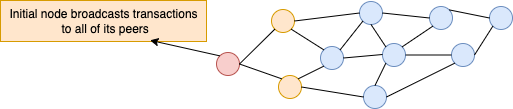 Initial node broadcasts transactions
to all of its peers